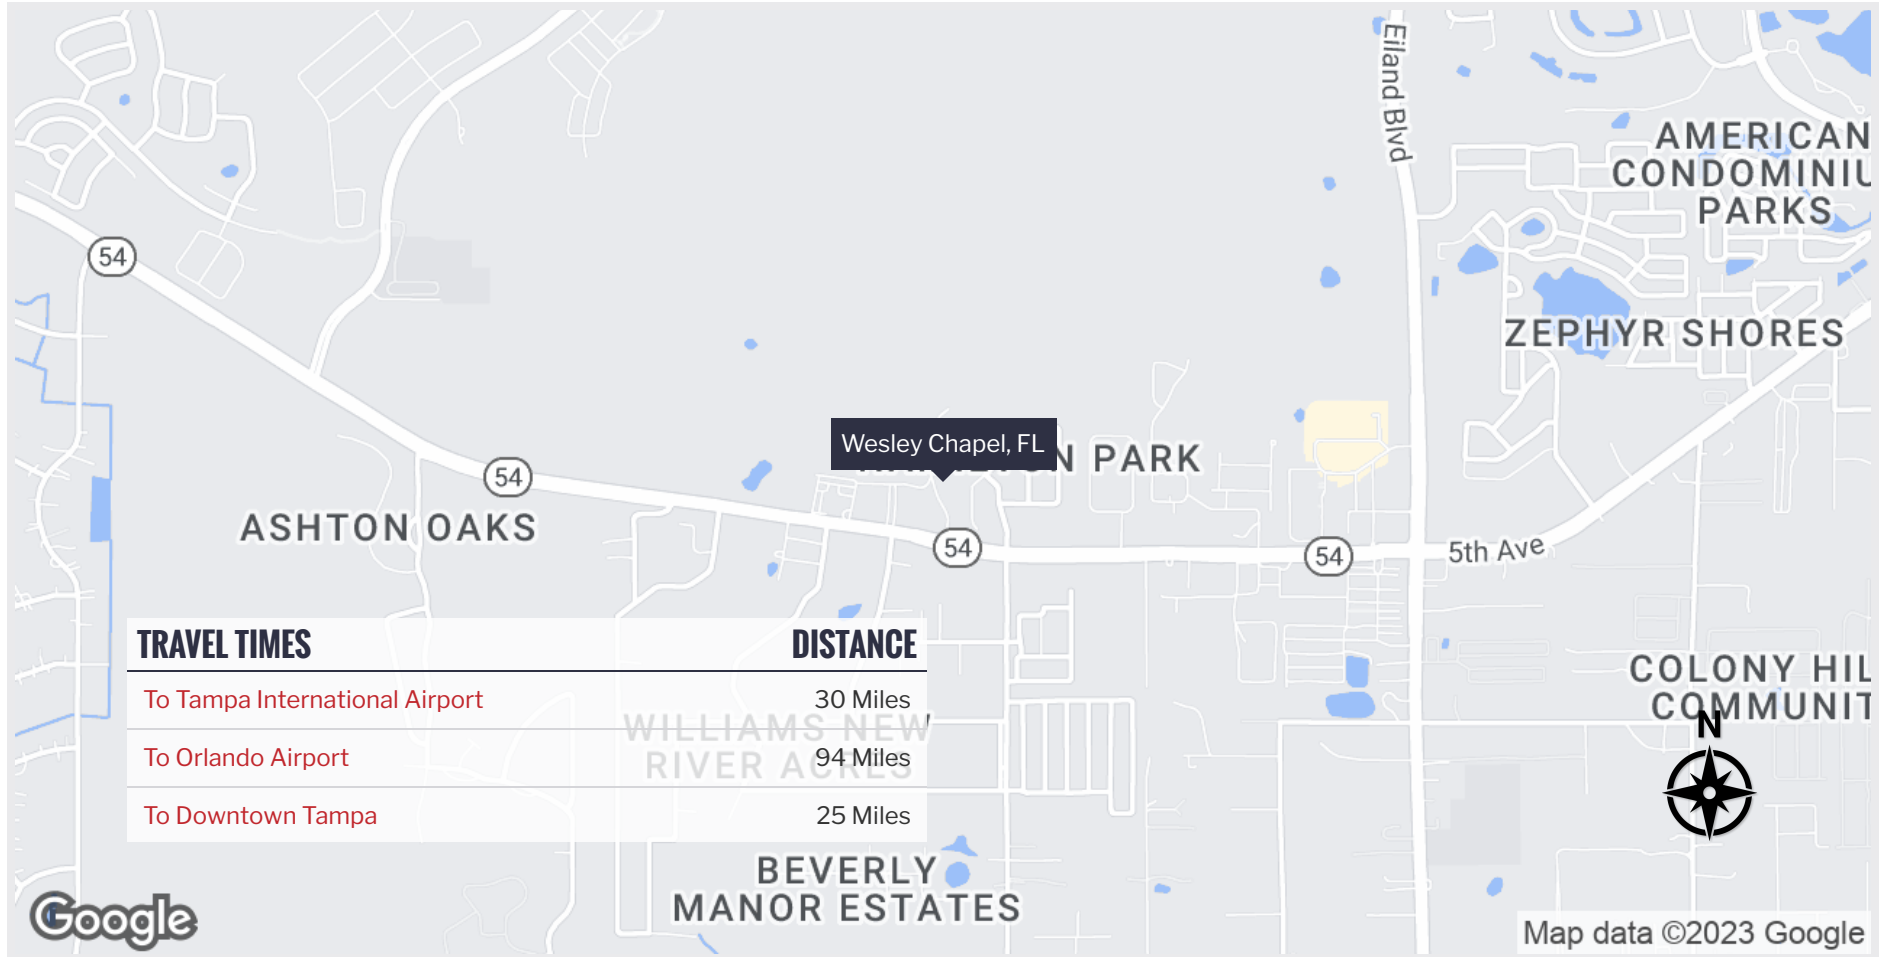 Eiland Blvd
AMERICAN
CONDOMINIU
PARKS
54
ZEPHYR SHORES
Wesley Chapel, FL
N PARK
54
ASHTON OAKS
54
54
5th Ave
TRAVEL TIMES DISTANCE
To Tampa International Airport 30 Miles
WILLIAMS NEW
RIVER ACRES
To Orlando Airport 94 Miles
To Downtown Tampa 25 Miles
COLONY HIL
COMMUNIT
N
BEVERLY
MANOR ESTATES
Google
Map data ©2023 Google